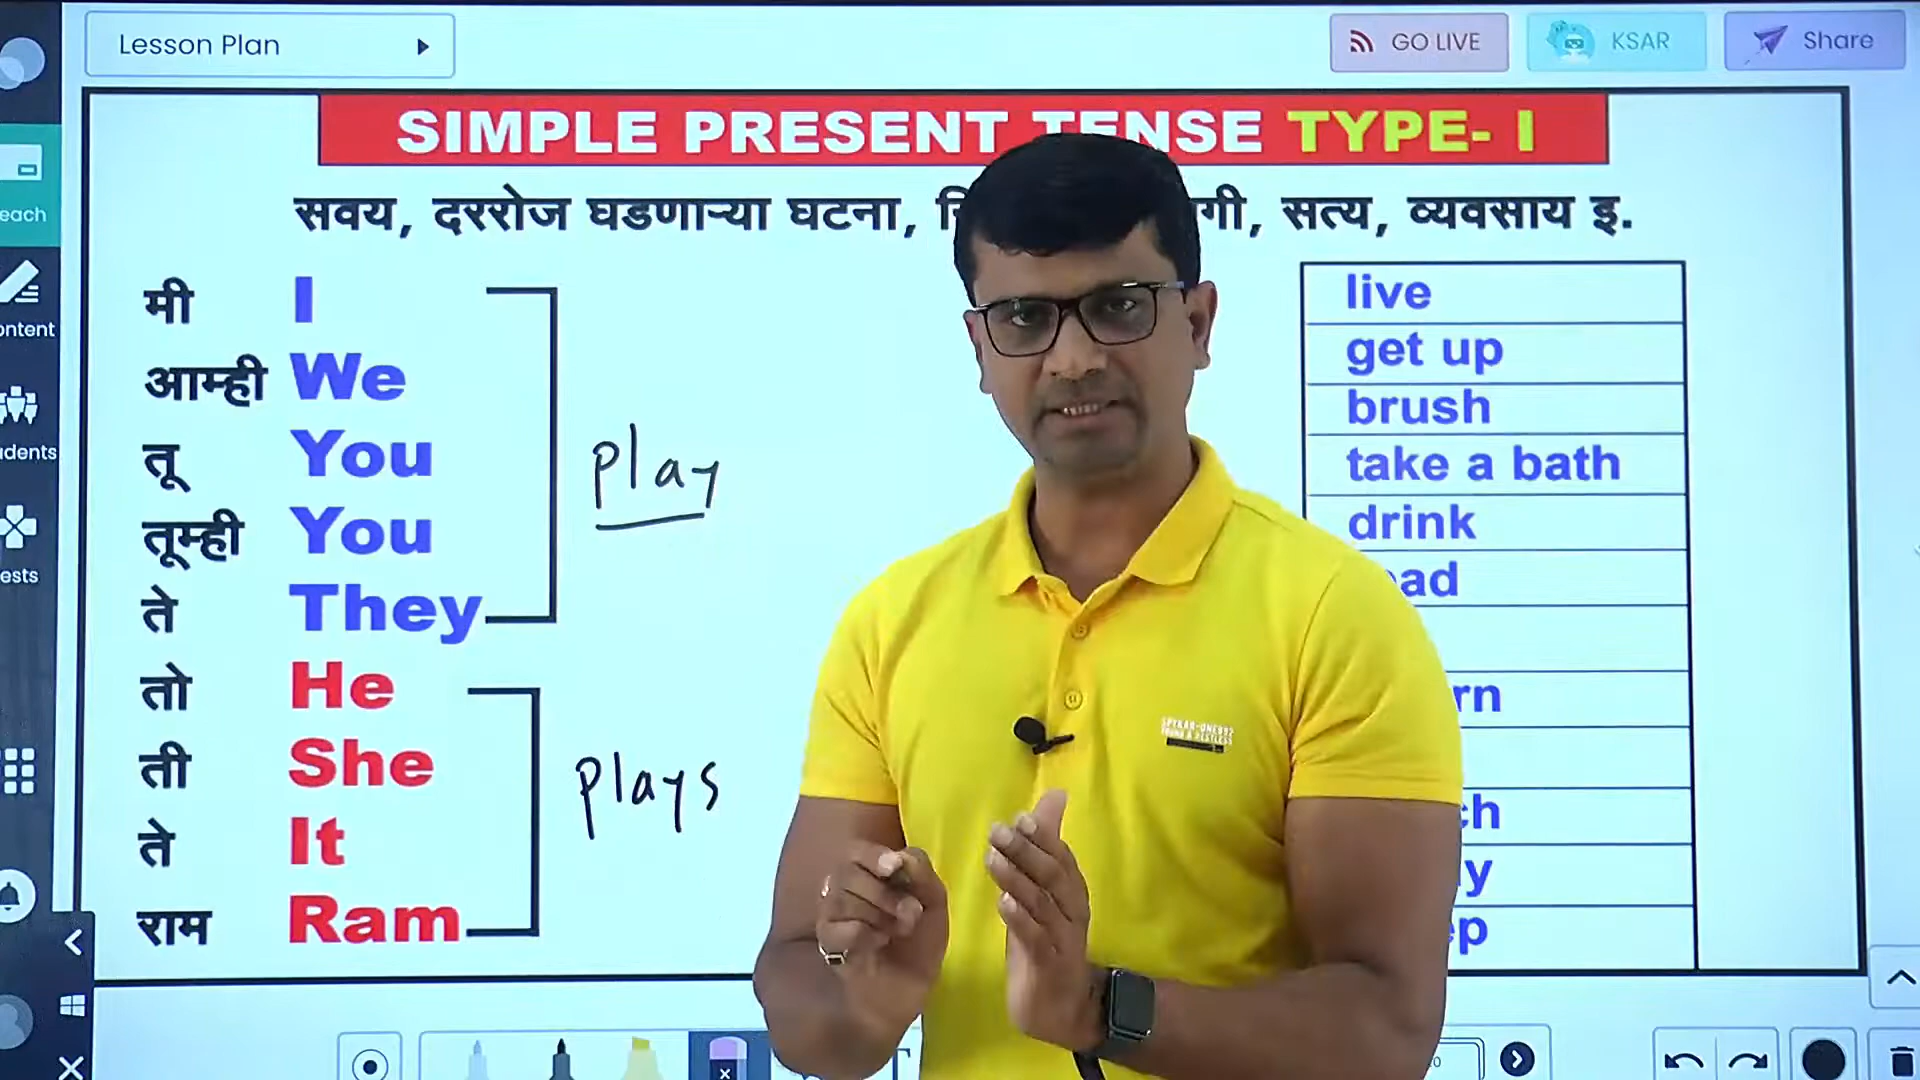 Lesson Plan
GO LIVE
KSAR
Share
SIMPLE PRESENT TENSE TYPE- I
सवय, दररोज घडणाऱ्या घटना, सत्य, व्यवसाय इ.
मी I
आम्ही We
तू You
तूम्ही You
ते They
play
तो He
ती She
ते It
राम Ram
plays
live
get up
brush
take a bath
drink